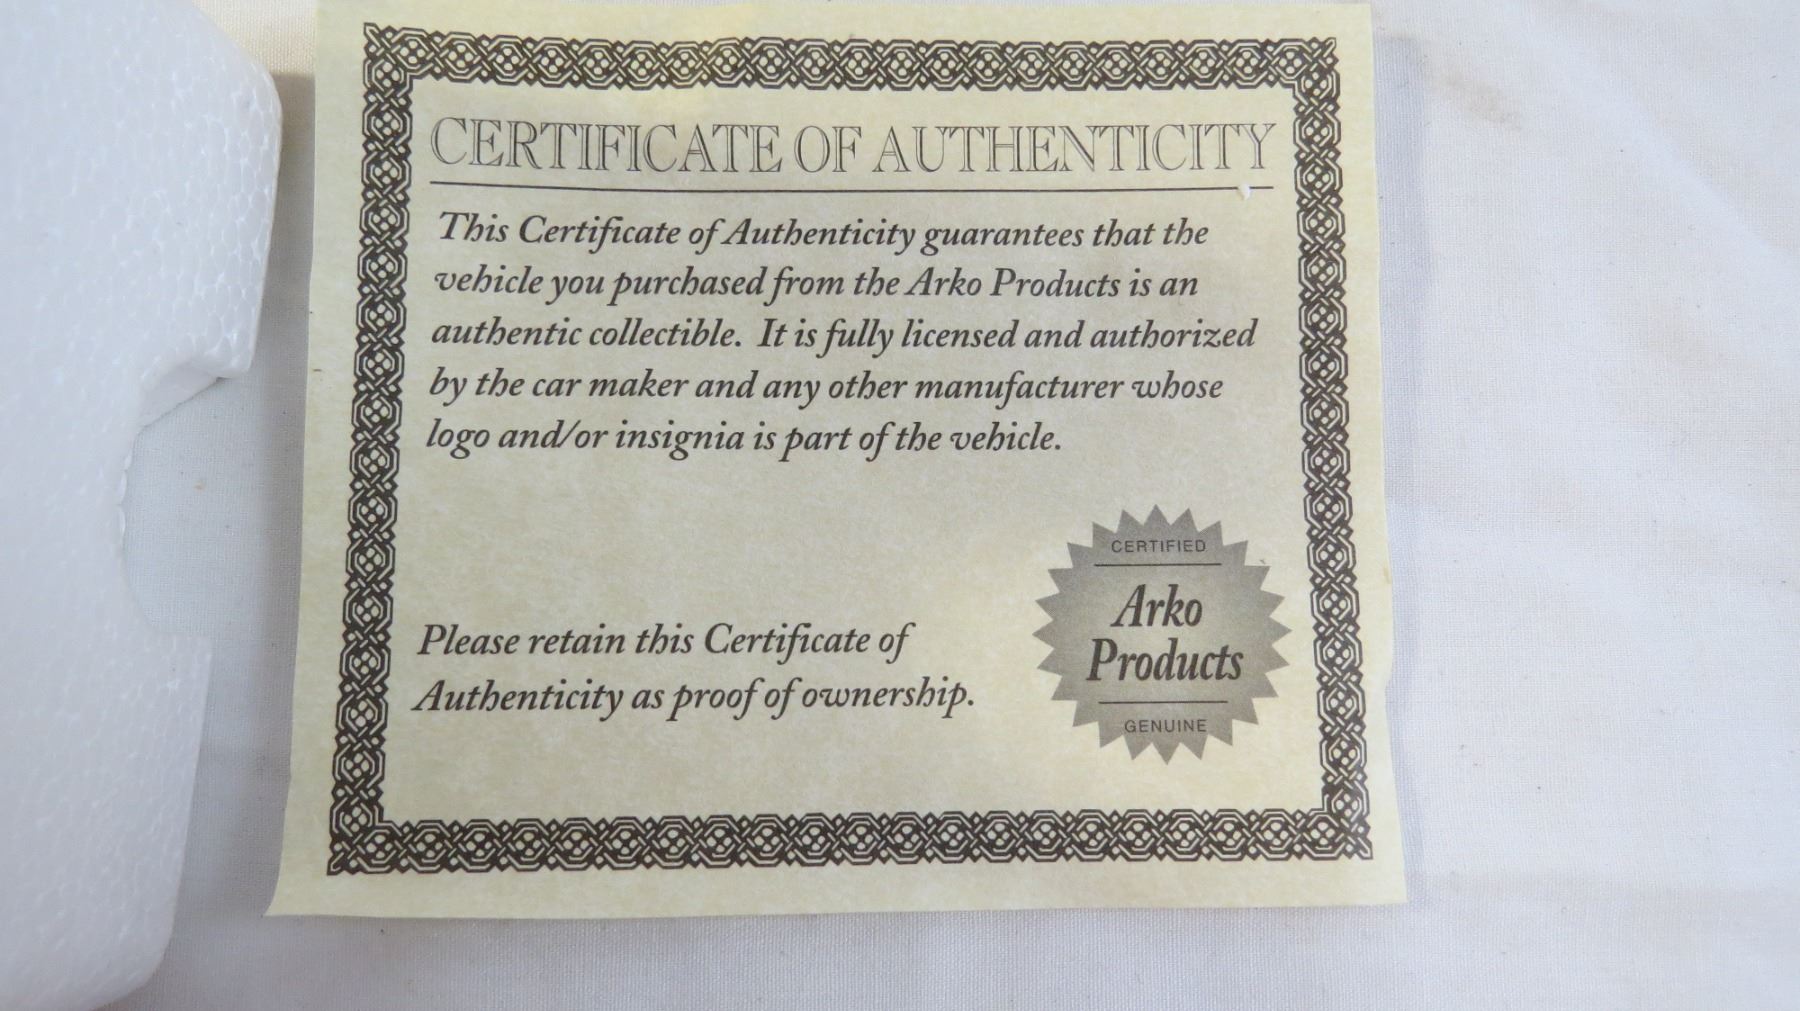 CERTIFICATE OF AUTHENTICITY
This Certificate of Authenticity guarantees that the
vehicle you purchased from the Arko Products is an
authentic collectible. It is fully licensed and authorized
by the car maker and any other manufacturer whose
logo and/or insignia is part of the vehicle.
Please retain this Certificate of
Authenticity as proof of ownership.
CERTIFIED
Arko
Products
GENUINE